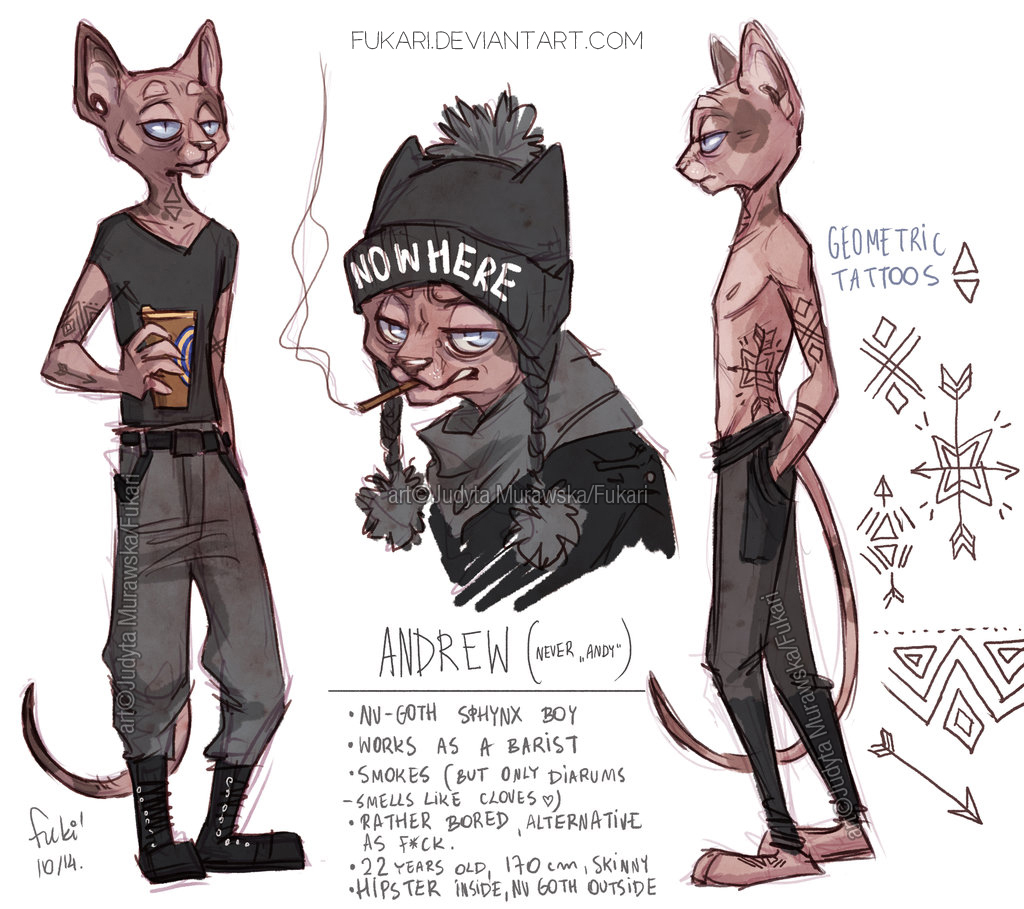 FUKARI.DEVIANTART.COM
NOWHERE
GEOMETRIC
TATTOOS
art©Judyta Murawska/Fukari
art©Judyta Murawska/Fukari
art©Judyta Murawska/Fukari
ANDREW (NEVER „ANDY")
•NU-GOTH SPHYNX BOY
•WORKS AS A BARIST
•SMOKES (BUT ONLY DIARUMS
-SMELLS LIKE CLOVES ♡)
•RATHER BORED, ALTERNATIVE
AS F*CK.
•22 YEARS OLD, 170 cm, SKINNY
•HIPSTER INSIDE, NU GOTH OUTSIDE
fuki'
10/14.